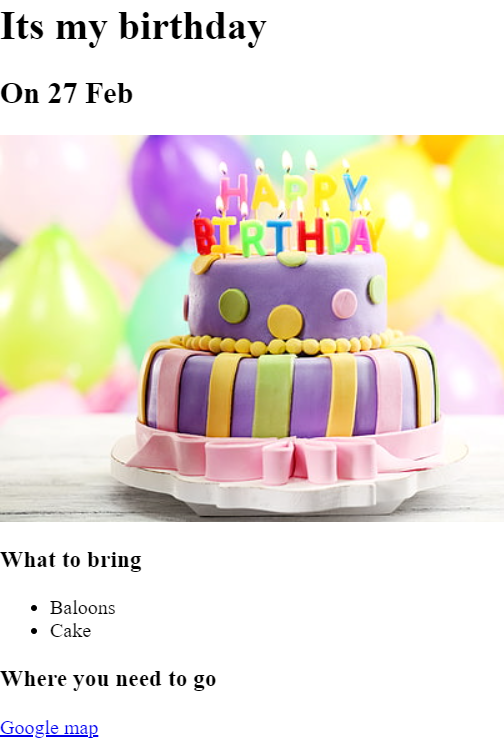 Its my birthday
On 27 Feb
HAPPY
BIRTHDAY
What to bring
Baloons
Cake
Where you need to go
Google map